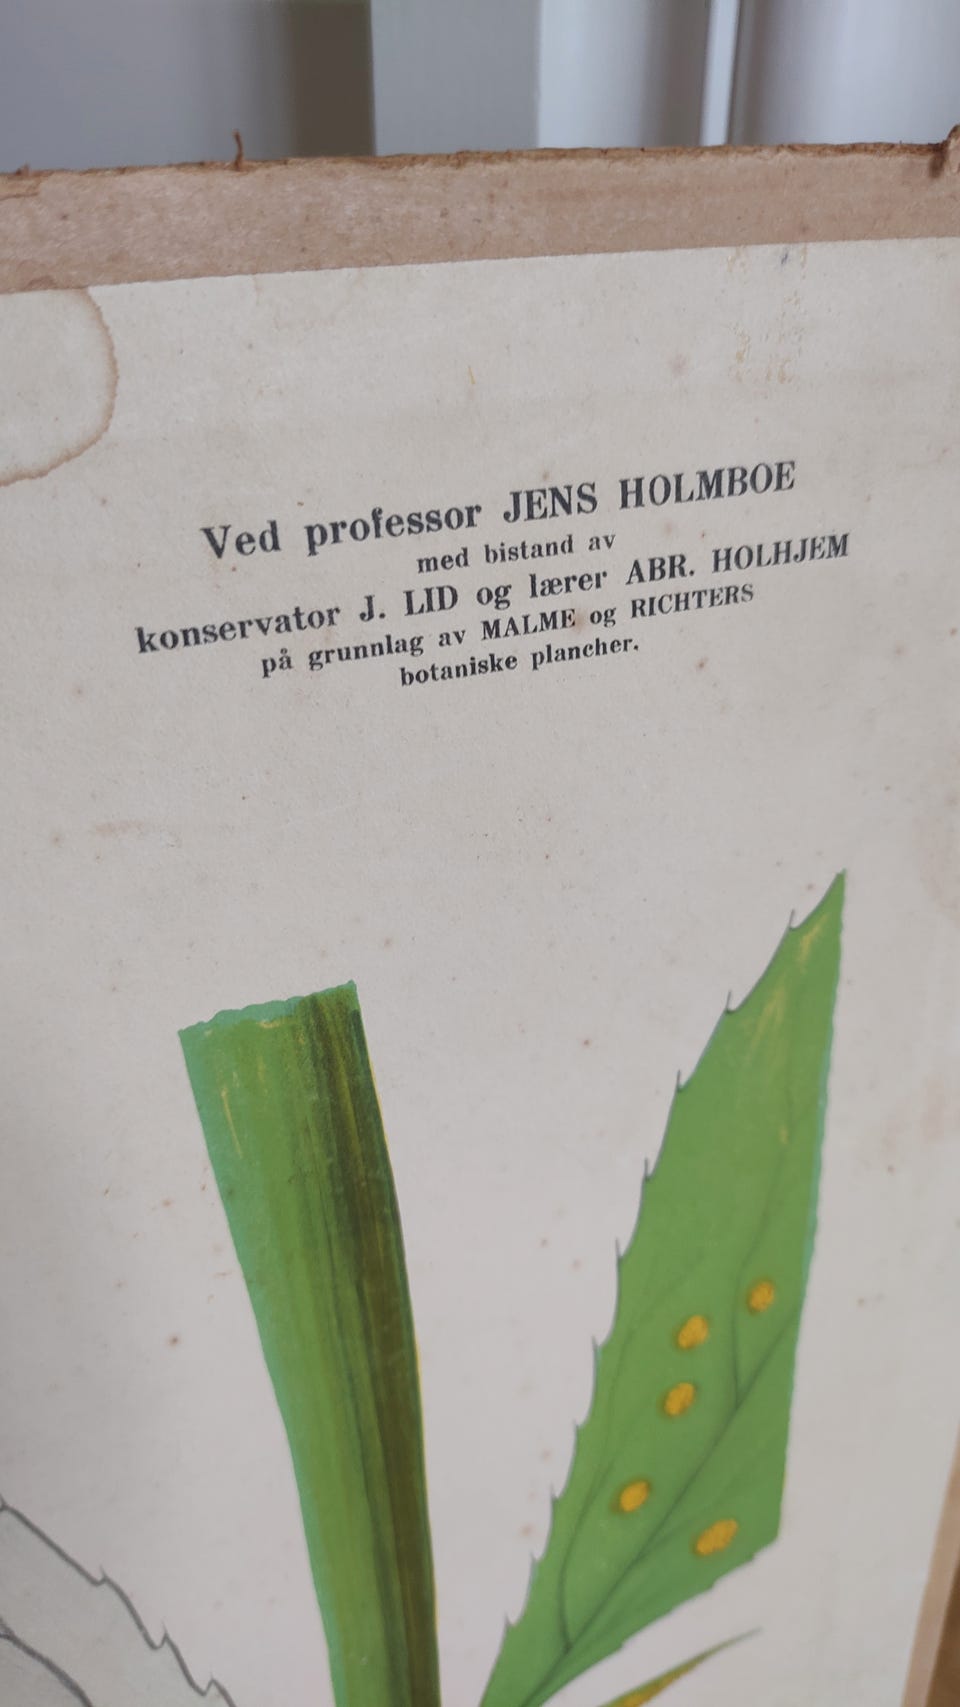 Ved professor JENS HOLMBOE
med bistand av
konservator J. LID og lærer ABR. HOLHJEM
på grunnlag av MALME og RICHTERS
botaniske plancher.